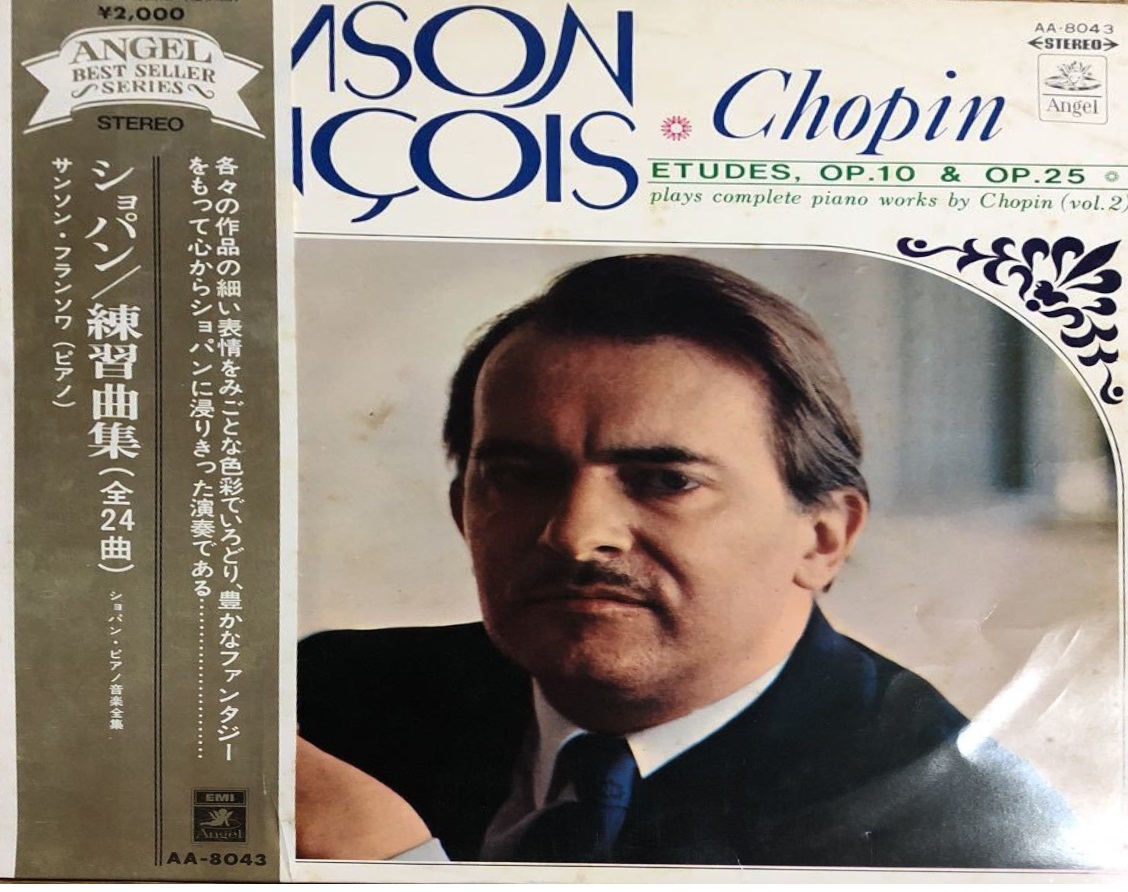 ¥2,000
ANGEL
BEST SELLER
SERIES
STEREO
各々の作品の細い表情をみごとな色彩でいろどり、豊かなファンタジー
をもって心からショパンに浸りきった演奏である……………………
ショパン／練習曲集（全24曲）ショパン・ピアノ音楽全集
サンソン・フランソワ（ピアノ）
EMI
Angel
AA-8043
MSON
NÇOIS
Chopin
ETUDES, OP.10 & OP.25
plays complete piano works by Chopin (vol.2)
AA-8043
STEREO
Angel